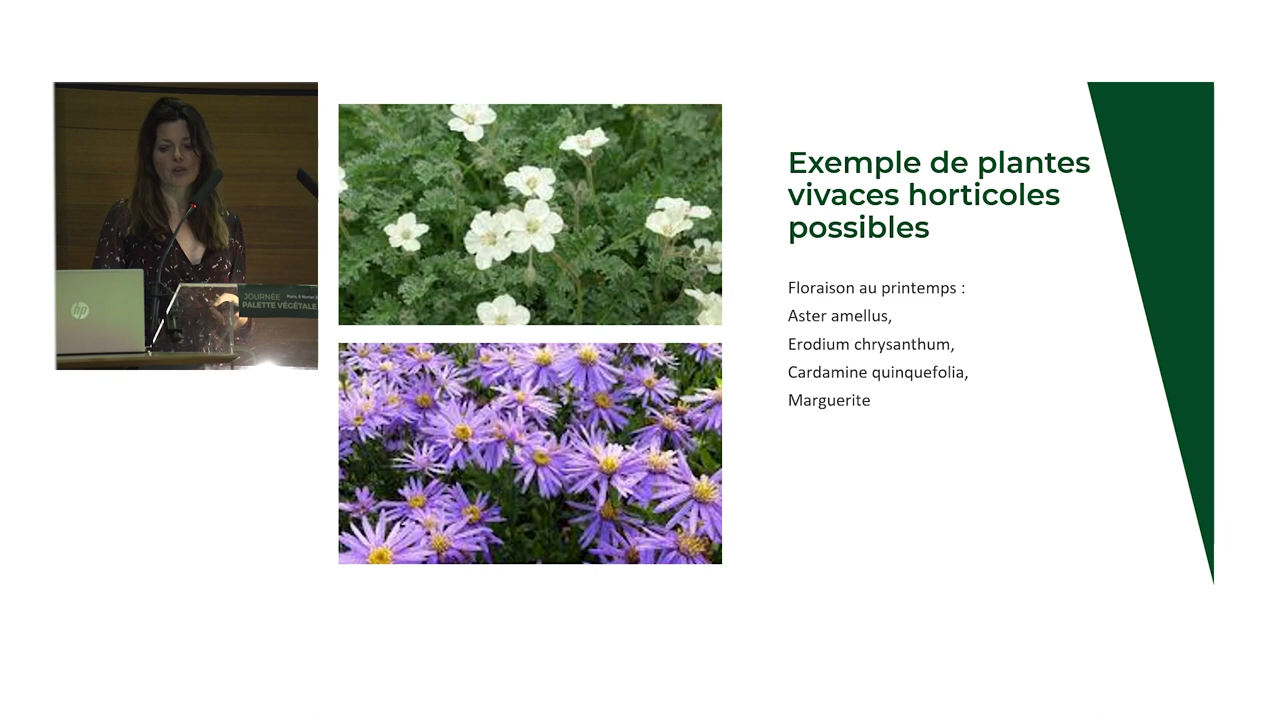 hp
JOURNÉE
PALETTE VÉGÉTALE
Exemple de plantes
vivaces horticoles
possibles
Floraison au printemps :
Aster amellus,
Erodium chrysanthum,
Cardamine quinquefolia,
Marguerite